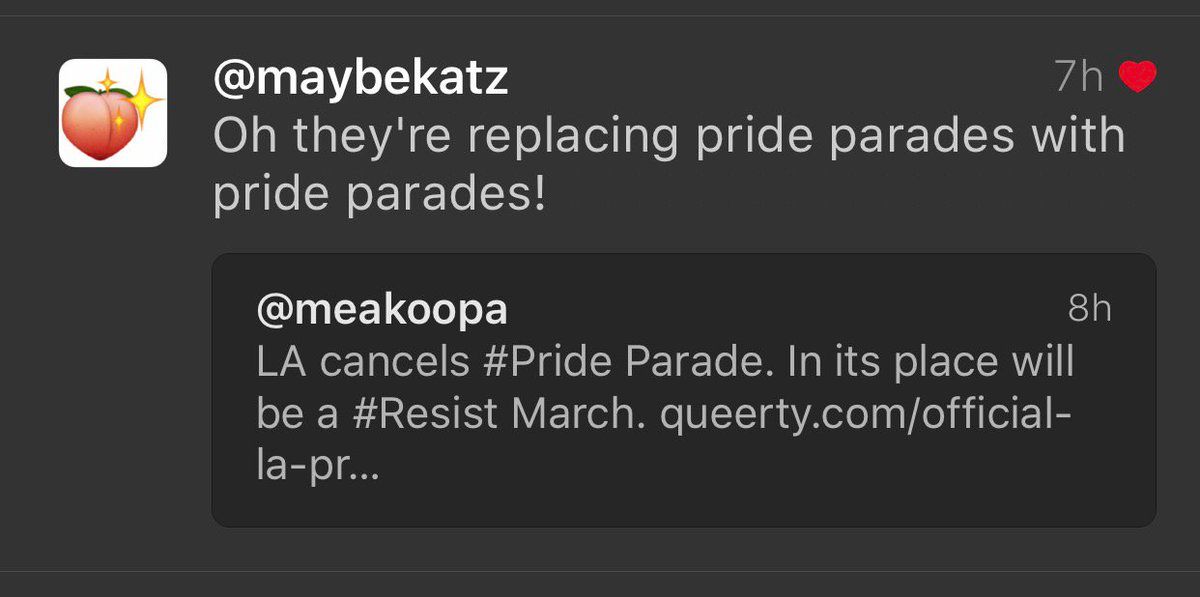 @maybekatz 7h
Oh they're replacing pride parades with
pride parades!
@meakoopa 8h
LA cancels #Pride Parade. In its place will
be a #Resist March. queerty.com/official-
la-pr...